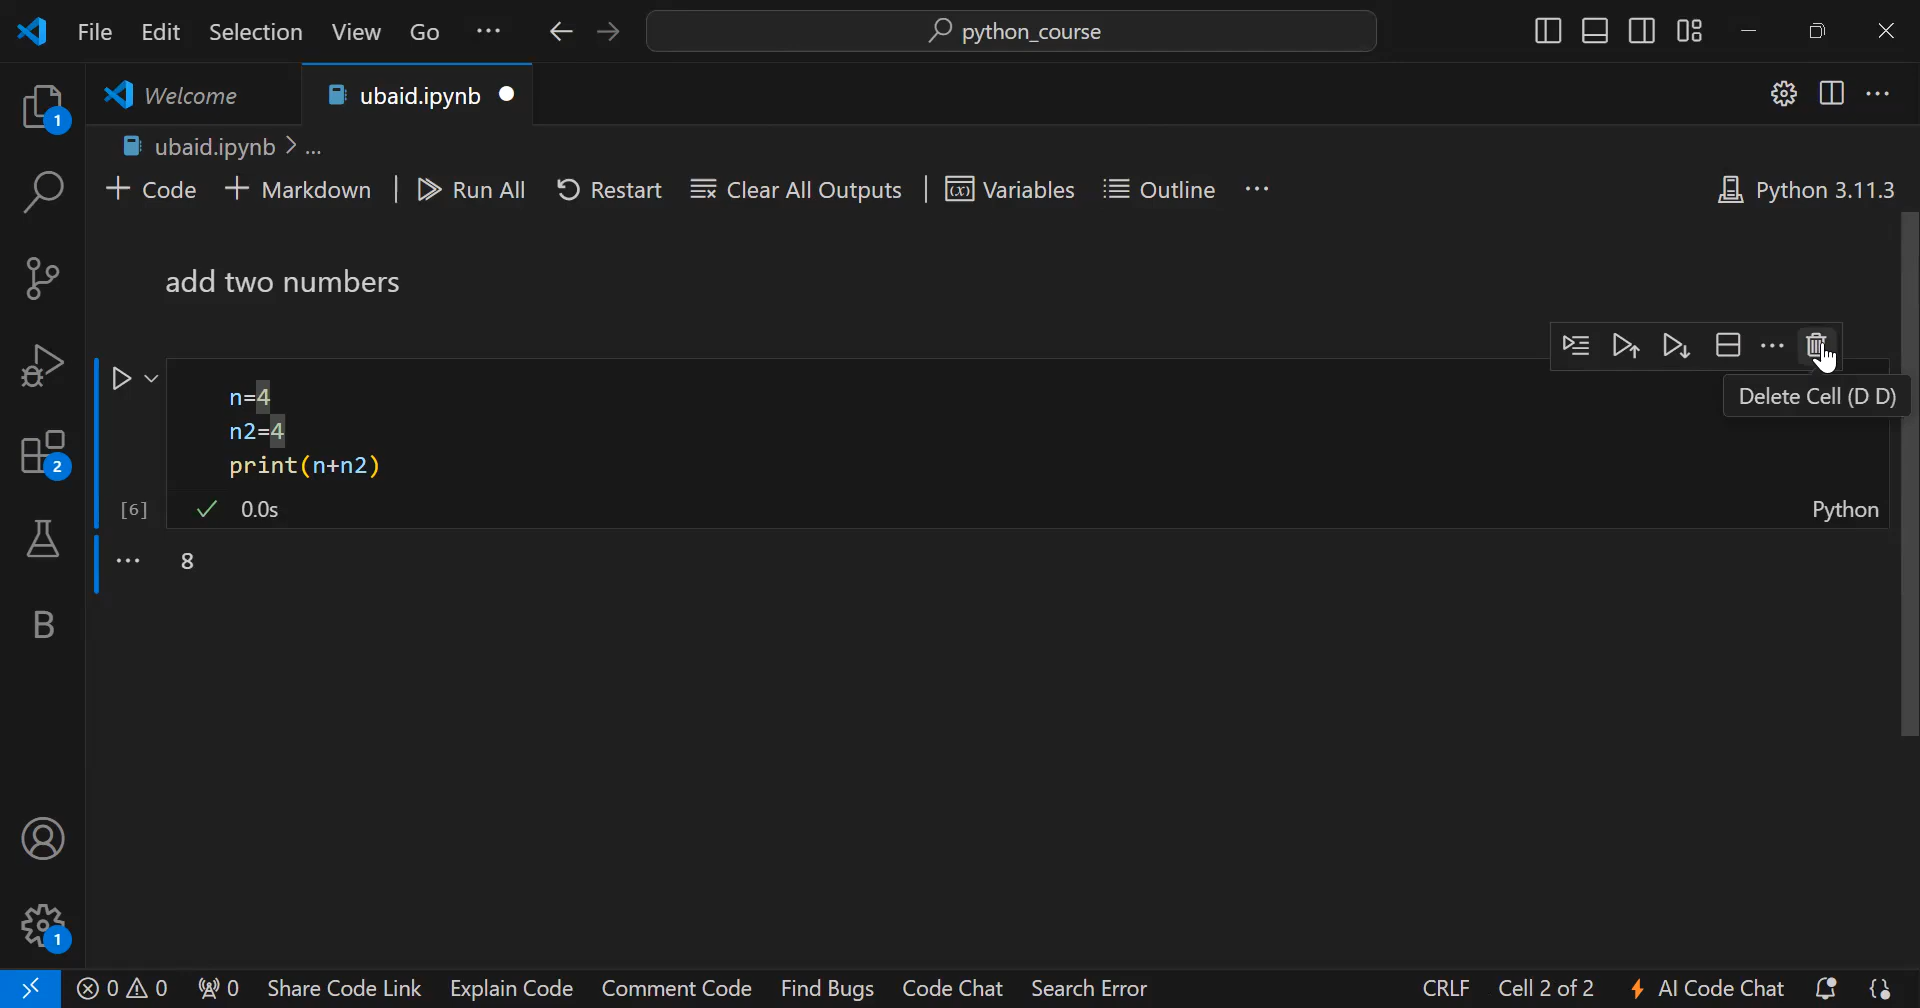 File Edit Selection View Go ··· python_course
Welcome ubaid.ipynb
ubaid.ipynb > ...
+ Code + Markdown | Run All Restart Clear All Outputs | Variables Outline ··· Python 3.11.3
add two numbers
n=4
Delete Cell (D D)
n2=4
print(n+n2)
[6] ✓ 0.0s Python
··· 8
1
2
B
1
0 0 0 Share Code Link Explain Code Comment Code Find Bugs Code Chat Search Error CRLF Cell 2 of 2 AI Code Chat { }